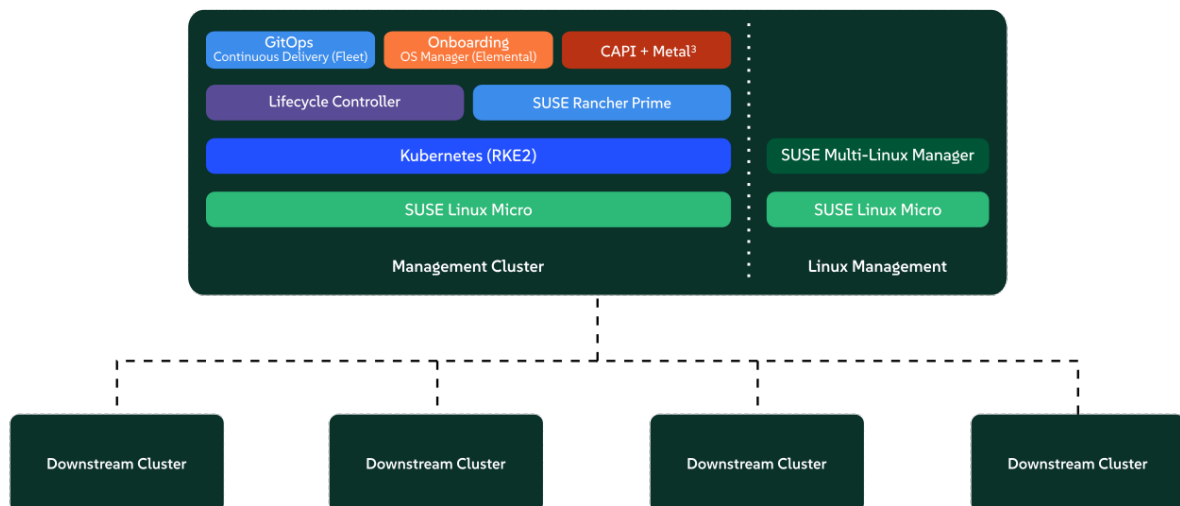 GitOps
Continuous Delivery (Fleet)
Onboarding
OS Manager (Elemental)
CAPI + Metal³
Lifecycle Controller
SUSE Rancher Prime
Kubernetes (RKE2)
SUSE Multi-Linux Manager
SUSE Linux Micro
SUSE Linux Micro
Management Cluster
Linux Management
Downstream Cluster
Downstream Cluster
Downstream Cluster
Downstream Cluster